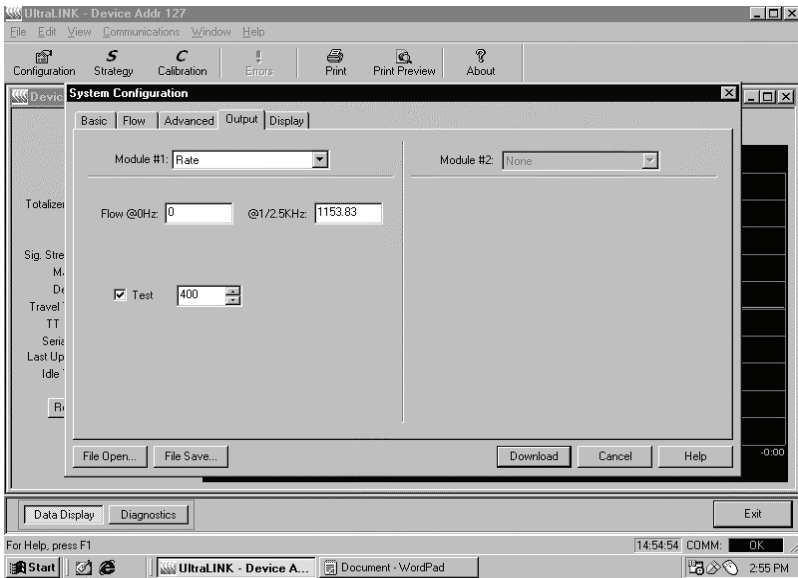 UltraLINK - Device Addr 127
File Edit View Communications Window Help
S C !
Configuration Strategy Calibration Errors Print Print Preview About
Devic
System Configuration
Basic Flow Advanced Output Display
Module #1: Rate
Module #2: None
Totalizer
Flow @0Hz: 0 @1/2.5KHz: 1153.83
Sig. Stre
Test 400
Travel
TT
Seria
Last Up
Idle
File Open... File Save... Download Cancel Help
-0:00
Data Display Diagnostics Exit
For Help, press F1 14:54:54 COMM: OK
Start UltraLINK - Device A... Document - WordPad 2:55 PM